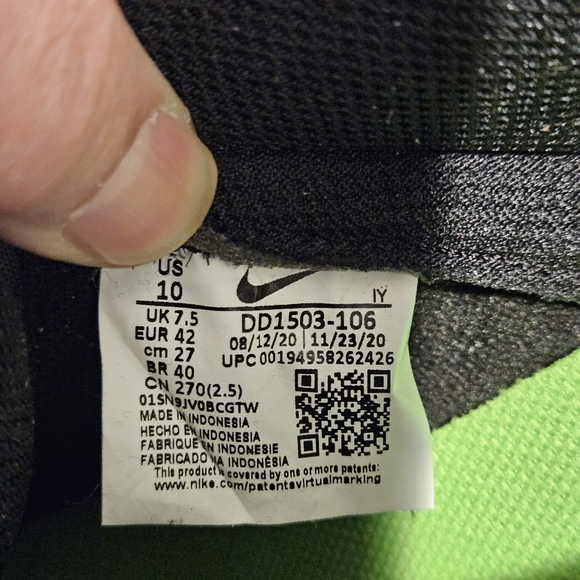 US
10
IY
UK 7.5
DD1503-106
EUR 42
08/12/20 11/23/20
cm 27
UPC 00194958262426
BR 40
CN 270(2.5)
01SN9JV0BCGTW
MADE IN INDONESIA
HECHO EN INDONESIA
FABRIQUE EN INDONESIE
FABRICADO NA INDONÉSIA
This product is covered by one or more patents:
www.nike.com/patentsvirtualmarking